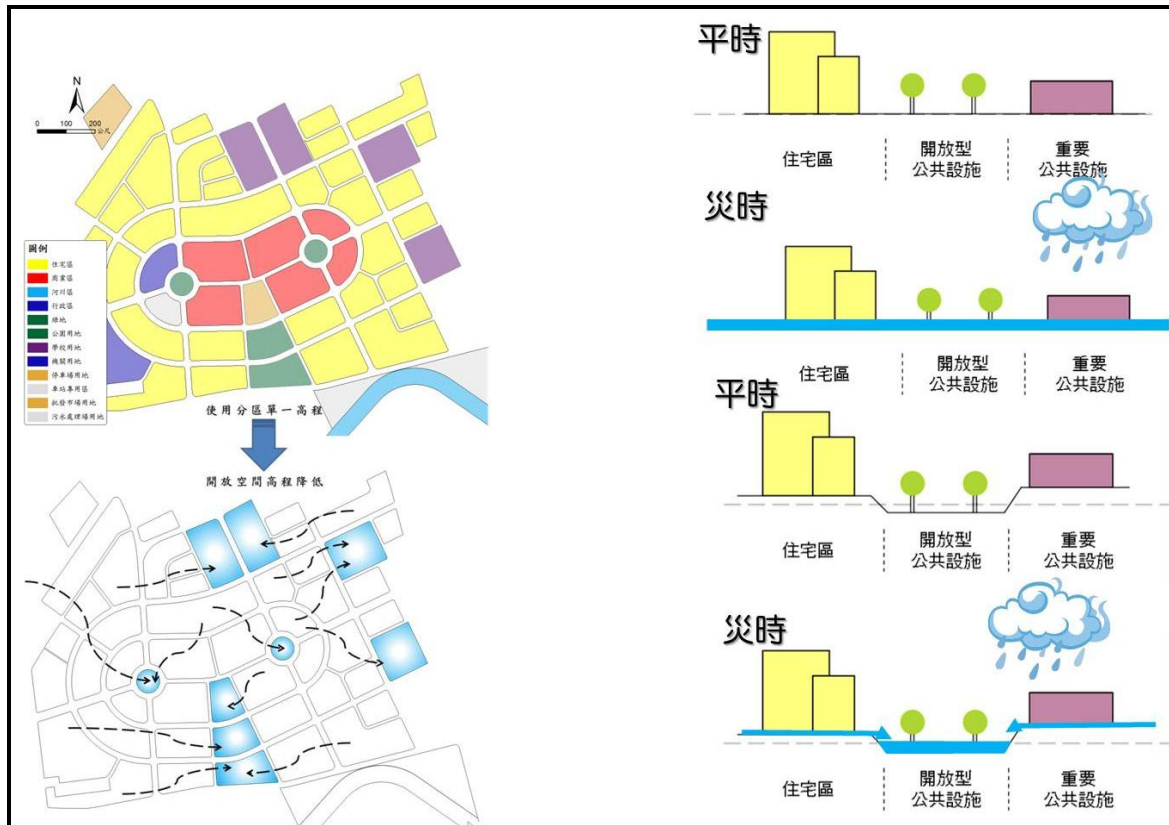 N
0 100 200
公尺
圖例
住宅區
商業區
河川區
行政區
綠地
公園用地
學校用地
機關用地
停車場用地
車站專用區
批發市場用地
污水處理場用地
使用分區單一高程
開放空間高程降低
平時
住宅區
開放型
公共設施
重要
公共設施
災時
住宅區
開放型
公共設施
重要
公共設施
平時
住宅區
開放型
公共設施
重要
公共設施
災時
住宅區
開放型
公共設施
重要
公共設施